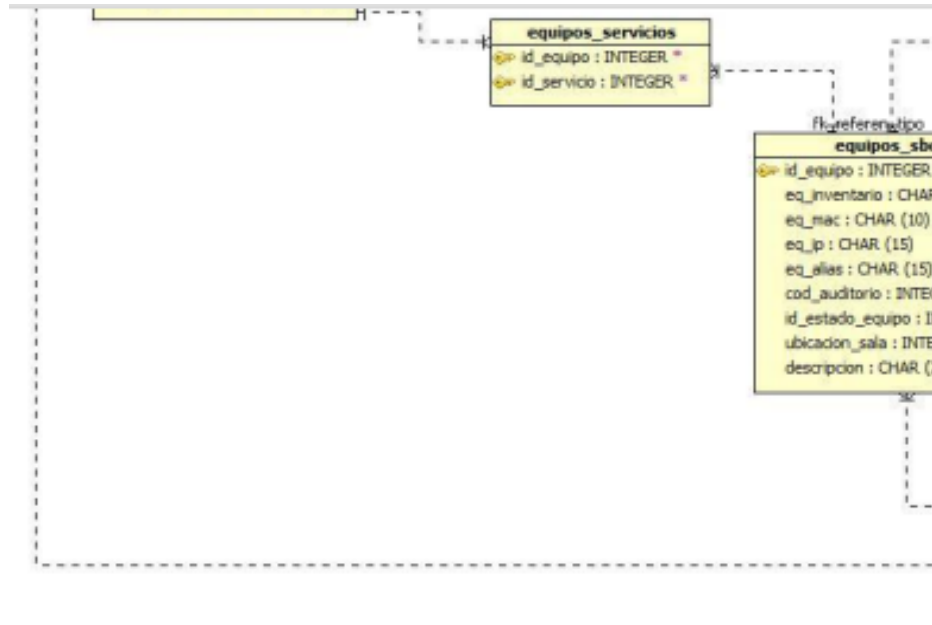 equipos_servicios
id_equipo : INTEGER *
id_servicio : INTEGER *
equipos_sb
id_equipo : INTEGER
eq_inventario : CHAR
eq_mac : CHAR (10)
eq_ip : CHAR (15)
eq_alias : CHAR (15)
cod_auditorio : INTE
id_estado_equipo : I
ubicacion_sala : INTE
descripcion : CHAR (